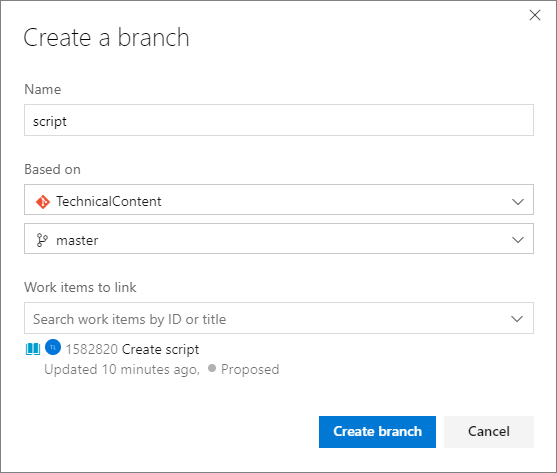 Create a branch
Name
script
Based on
TechnicalContent
master
Work items to link
Search work items by ID or title
TL 1582820 Create script
Updated 10 minutes ago, Proposed
Create branch Cancel